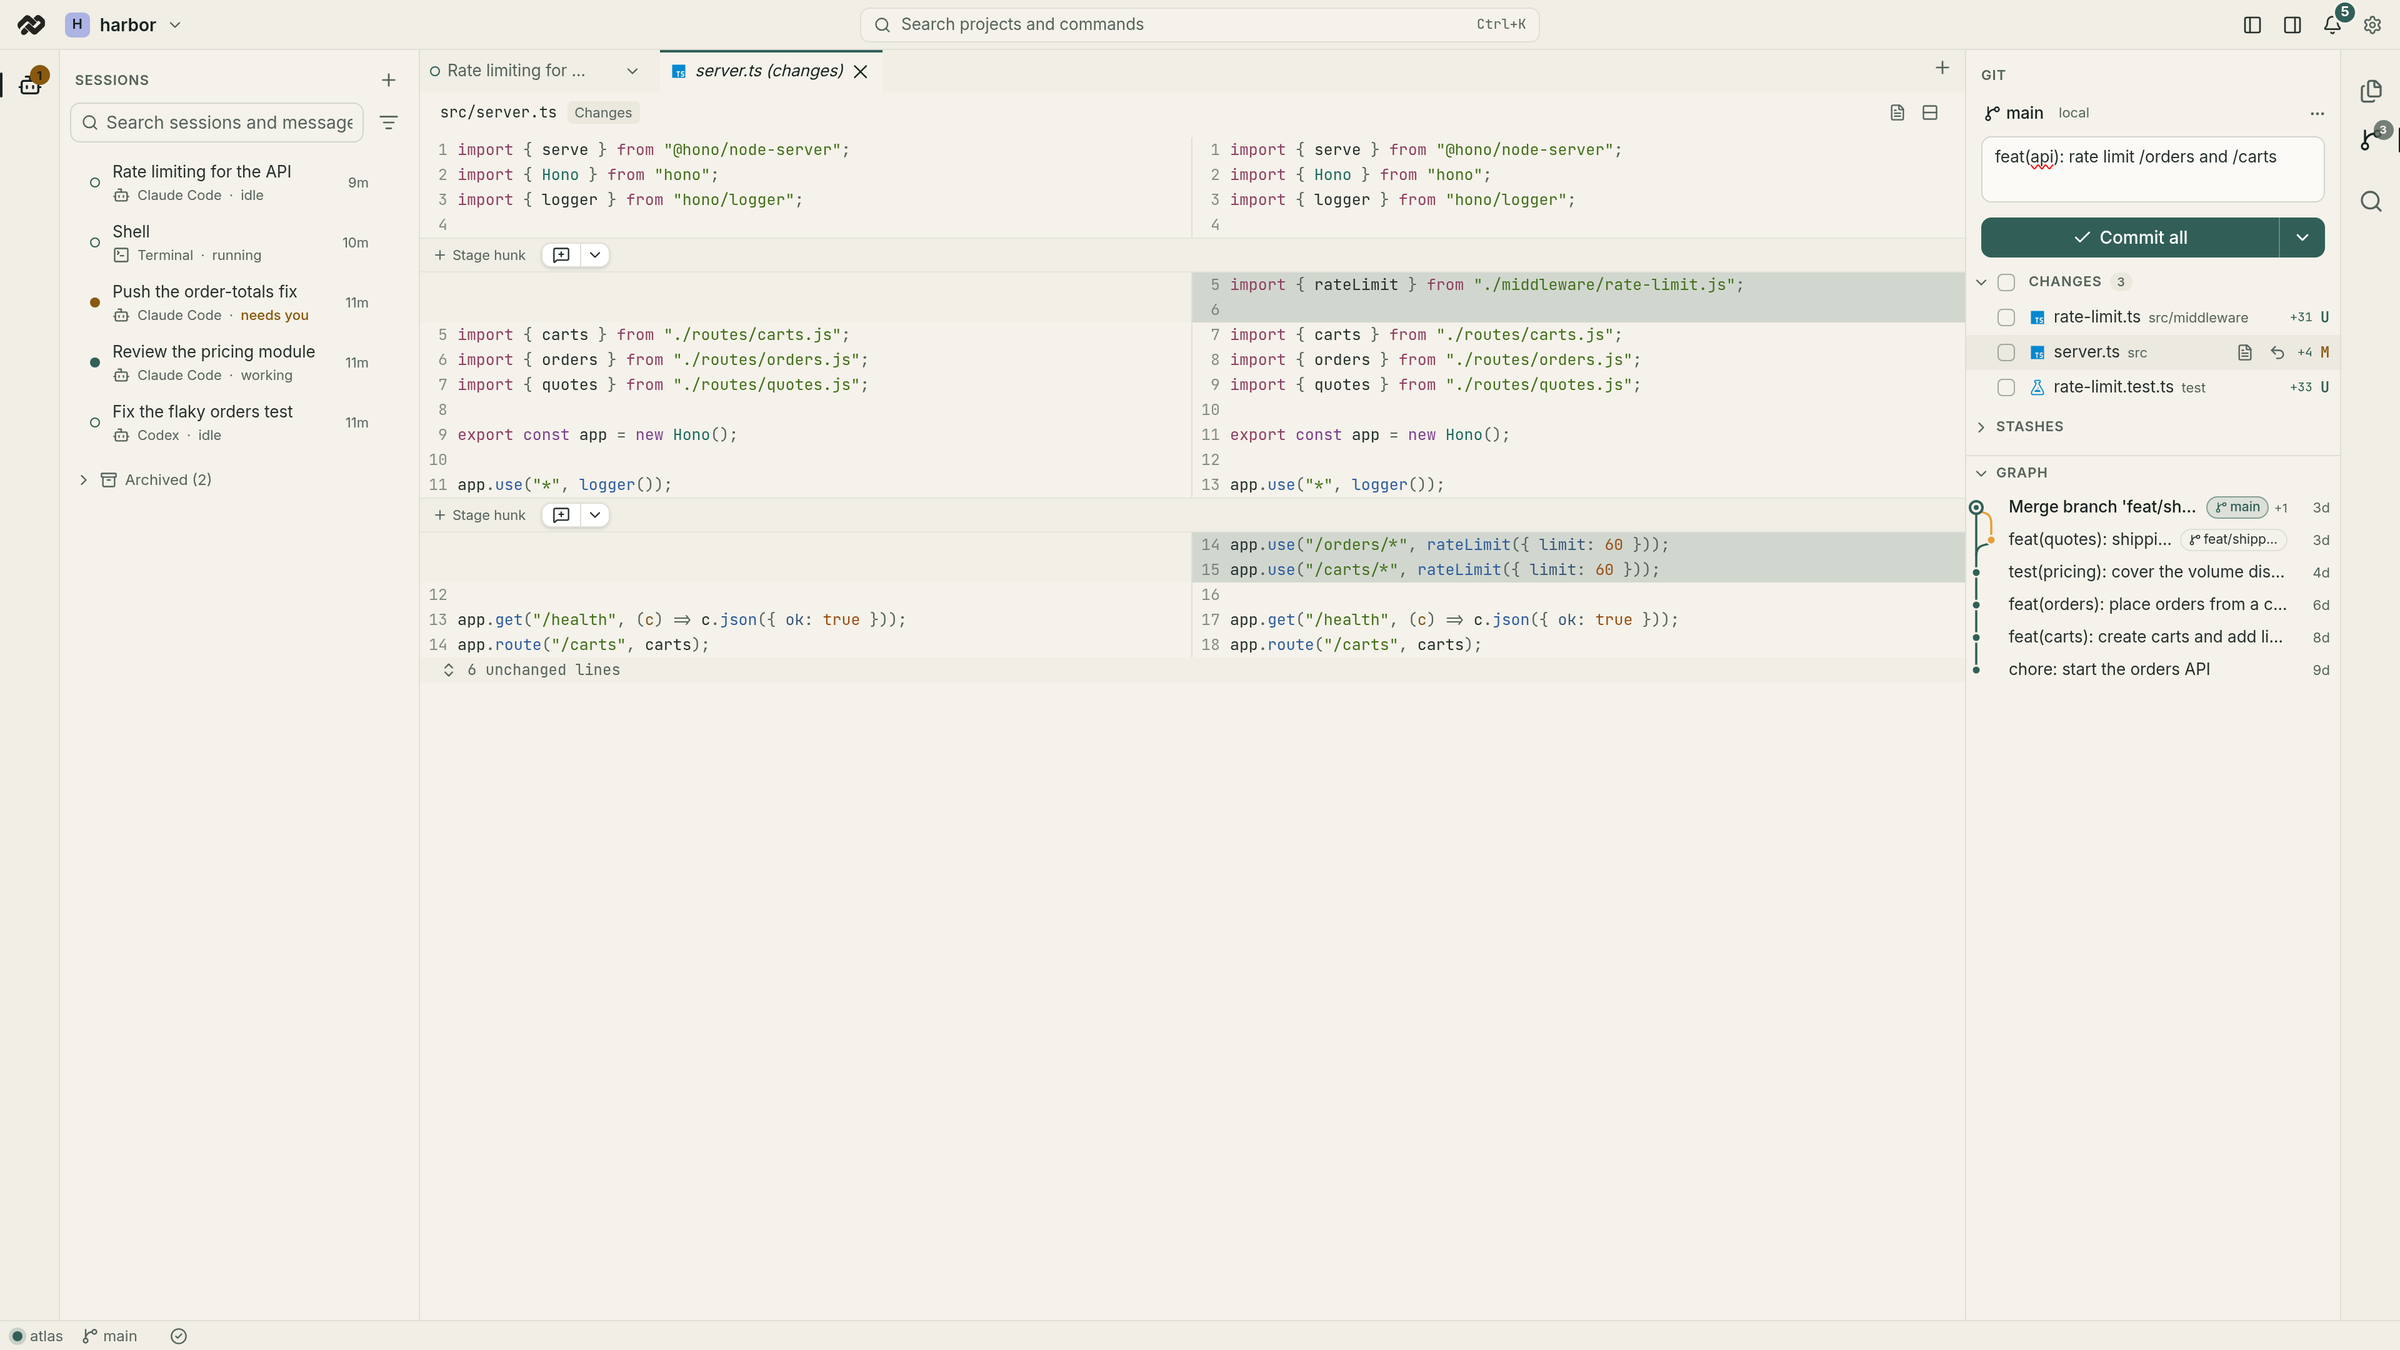 H harbor
Search projects and commands Ctrl+K
5
1
SESSIONS
Search sessions and message
Rate limiting for the API 9m
Claude Code · idle
Shell 10m
Terminal · running
Push the order-totals fix 11m
Claude Code · needs you
Review the pricing module 11m
Claude Code · working
Fix the flaky orders test 11m
Codex · idle
Archived (2)
Rate limiting for ...
TS server.ts (changes)
src/server.ts Changes
1 import { serve } from "@hono/node-server";
2 import { Hono } from "hono";
3 import { logger } from "hono/logger";
4
+ Stage hunk
5 import { carts } from "./routes/carts.js";
6 import { orders } from "./routes/orders.js";
7 import { quotes } from "./routes/quotes.js";
8
9 export const app = new Hono();
10
11 app.use("*", logger());
+ Stage hunk
12
13 app.get("/health", (c) => c.json({ ok: true }));
14 app.route("/carts", carts);
6 unchanged lines
1 import { serve } from "@hono/node-server";
2 import { Hono } from "hono";
3 import { logger } from "hono/logger";
4
5 import { rateLimit } from "./middleware/rate-limit.js";
6
7 import { carts } from "./routes/carts.js";
8 import { orders } from "./routes/orders.js";
9 import { quotes } from "./routes/quotes.js";
10
11 export const app = new Hono();
12
13 app.use("*", logger());
14 app.use("/orders/*", rateLimit({ limit: 60 }));
15 app.use("/carts/*", rateLimit({ limit: 60 }));
16
17 app.get("/health", (c) => c.json({ ok: true }));
18 app.route("/carts", carts);
GIT
main local
feat(api): rate limit /orders and /carts
Commit all
CHANGES 3
TS rate-limit.ts src/middleware +31 U
TS server.ts src +4 M
rate-limit.test.ts test +33 U
STASHES
GRAPH
Merge branch 'feat/sh... main +1 3d
feat(quotes): shippi... feat/shipp... 3d
test(pricing): cover the volume dis... 4d
feat(orders): place orders from a c... 6d
feat(carts): create carts and add li... 8d
chore: start the orders API 9d
3
atlas main